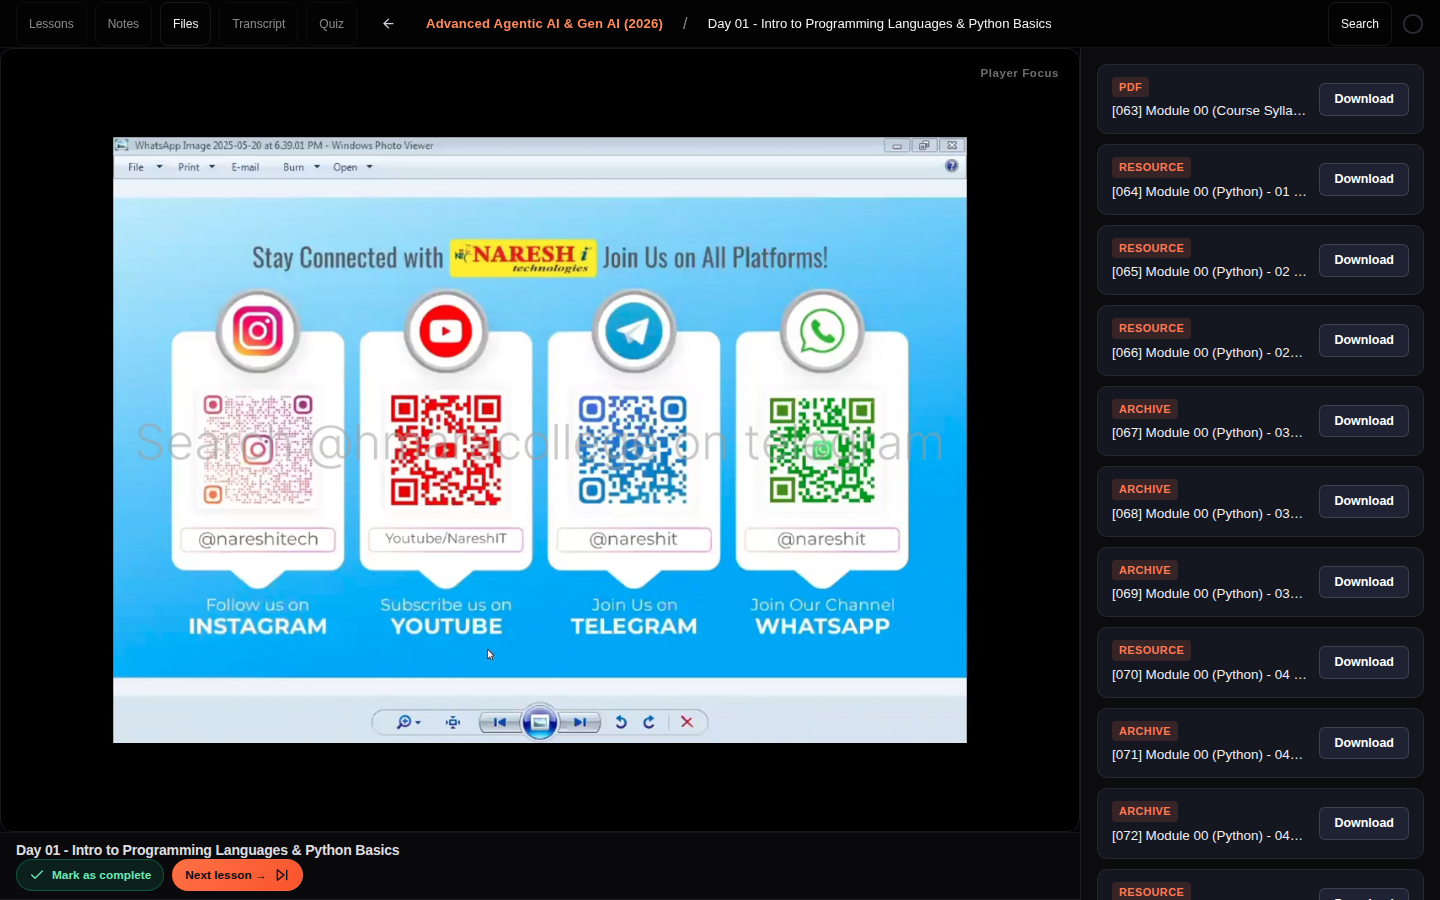 Lessons
Notes
Files
Transcript
Quiz
Advanced Agentic AI & Gen AI (2026)
/
Day 01 - Intro to Programming Languages & Python Basics
Search
Player Focus
WhatsApp Image 2025-05-20 at 6.39.01 PM - Windows Photo Viewer
File
Print
E-mail
Burn
Open
Stay Connected with NARESH i technologies Join Us on All Platforms!
Search @hmaracollege on telegram
@nareshitech
Youtube/NareshIT
@nareshit
@nareshit
Follow us on
INSTAGRAM
Subscribe us on
YOUTUBE
Join Us on
TELEGRAM
Join Our Channel
WHATSAPP
Day 01 - Intro to Programming Languages & Python Basics
Mark as complete
Next lesson →
PDF
[063] Module 00 (Course Sylla...
Download
RESOURCE
[064] Module 00 (Python) - 01 ...
Download
RESOURCE
[065] Module 00 (Python) - 02 ...
Download
RESOURCE
[066] Module 00 (Python) - 02...
Download
ARCHIVE
[067] Module 00 (Python) - 03...
Download
ARCHIVE
[068] Module 00 (Python) - 03...
Download
ARCHIVE
[069] Module 00 (Python) - 03...
Download
RESOURCE
[070] Module 00 (Python) - 04 ...
Download
ARCHIVE
[071] Module 00 (Python) - 04...
Download
ARCHIVE
[072] Module 00 (Python) - 04...
Download
RESOURCE